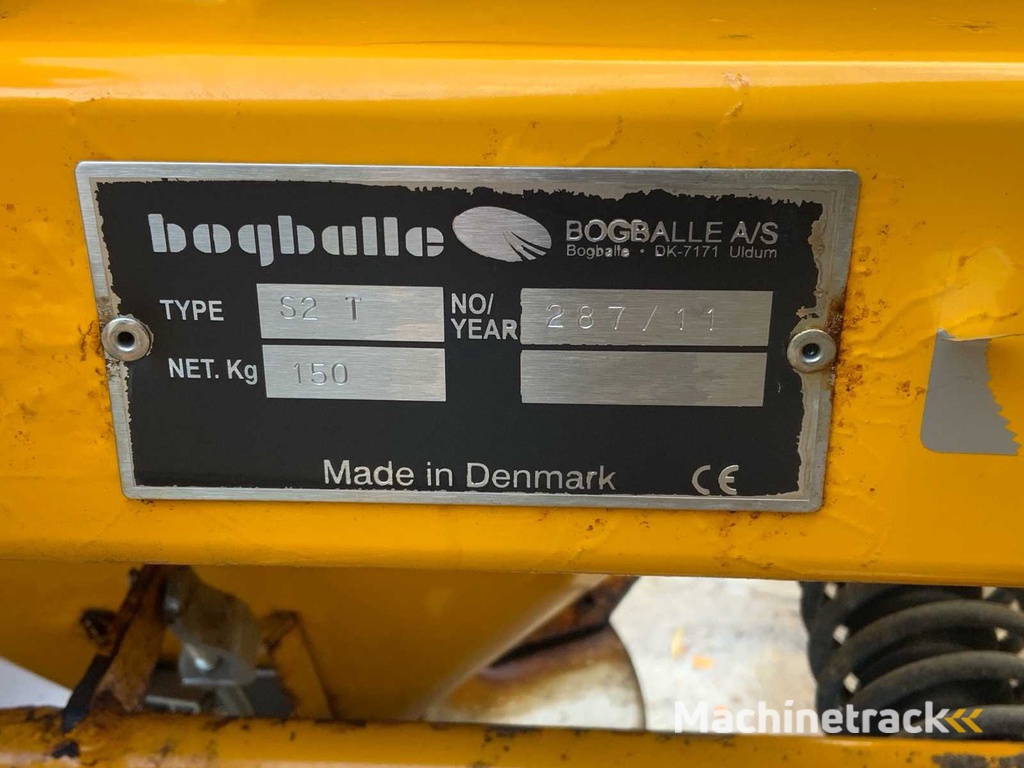 bogballe
BOGBALLE A/S
Bogballe · DK-7171 Uldum
TYPE S2 T
NO/YEAR 287/11
NET. Kg 150
Made in Denmark CE
Machinetrack